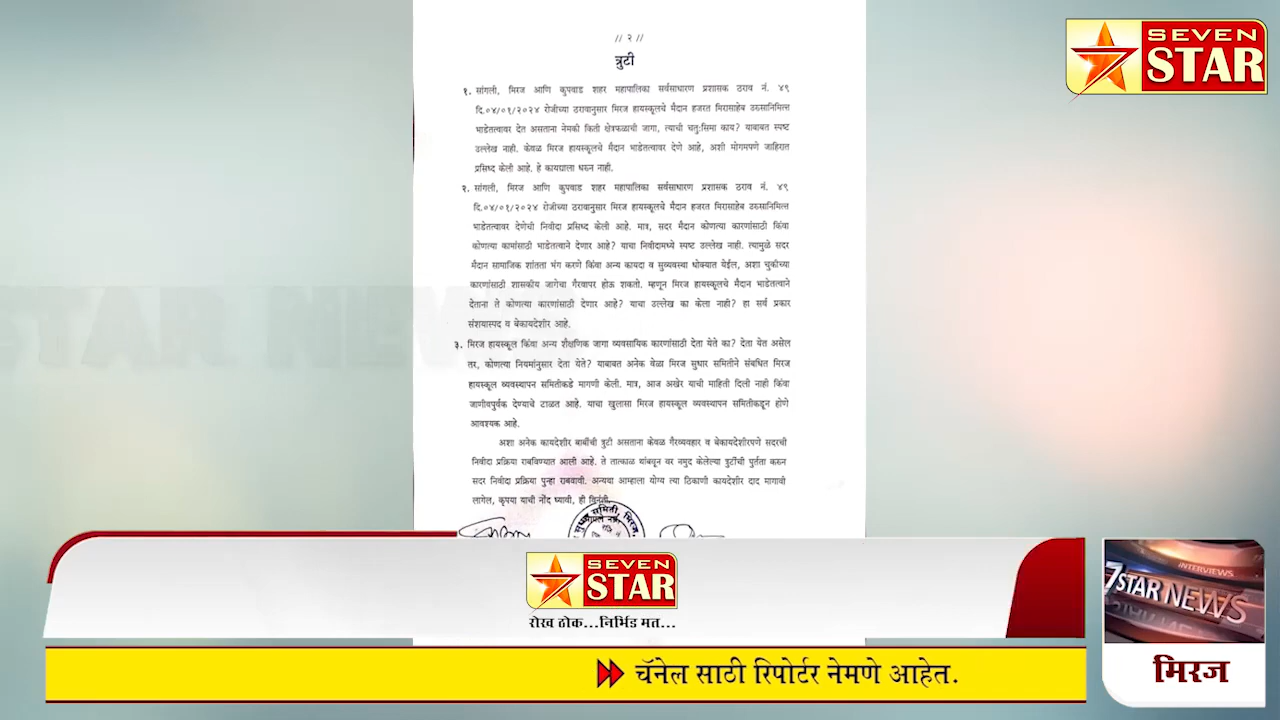 // २ //
त्रुटी
१. सांगली, मिरज आणि कुपवाड शहर महापालिका सर्वसाधारण प्रशासक ठराव नं. ४९
दि.०४/०१/२०२४ रोजीच्या ठरावानुसार मिरज हायस्कूलचे मैदान हजरत मिरासाहेब उरुसानिमित्त
भाडेतत्वावर देत असताना नेमकी किती क्षेत्रफळाची जागा, त्याची चतु:सिमा काय? याबाबत स्पष्ट
उल्लेख नाही. केवळ मिरज हायस्कूलचे मैदान भाडेतत्वावर देणे आहे, अशी मोगमपणे जाहिरात
प्रसिध्द केली आहे. हे कायद्याला धरुन नाही.
२. सांगली, मिरज आणि कुपवाड शहर महापालिका सर्वसाधारण प्रशासक ठराव नं. ४९
दि.०४/०१/२०२४ रोजीच्या ठरावानुसार मिरज हायस्कूलचे मैदान हजरत मिरासाहेब उरुसानिमित्त
भाडेतत्वावर देणेची निवीदा प्रसिध्द केली आहे. मात्र, सदर मैदान कोणत्या कारणांसाठी किंवा
कोणत्या कामांसाठी भाडेतत्वाने देणार आहे? याचा निवीदामध्ये स्पष्ट उल्लेख नाही. त्यामुळे सदर
मैदान सामाजिक शांतता भंग करणे किंवा अन्य कायदा व सुव्यवस्था धोक्यात येईल, अशा चुकीच्या
कारणांसाठी शासकीय जागेचा गैरवापर होऊ शकतो. म्हणून मिरज हायस्कूलचे मैदान भाडेतत्वाने
देताना ते कोणत्या कारणांसाठी देणार आहे? याचा उल्लेख का केला नाही? हा सर्व प्रकार
संशयास्पद व बेकायदेशीर आहे.
३. मिरज हायस्कूल किंवा अन्य शैक्षणिक जागा व्यवसायिक कारणांसाठी देता येते का? देता येत असेल
तर, कोणत्या नियमांनुसार देता येते? याबाबत अनेक वेळा मिरज सुधार समितीने संबधित मिरज
हायस्कूल व्यवस्थापन समितीकडे मागणी केली. मात्र, आज अखेर याची माहिती दिली नाही किंवा
जाणीवपुर्वक देण्याचे टाळत आहे. याचा खुलासा मिरज हायस्कूल व्यवस्थापन समितीकडून होणे
आवश्यक आहे.
अशा अनेक कायदेशीर बाबींची त्रुटी असताना केवळ गैरव्यवहार व बेकायदेशीरपणे सदरची
निवीदा प्रक्रिया राबविण्यात आली आहे. ते तात्काळ थांबवून वर नमुद केलेल्या त्रुटींची पुर्तता करुन
सदर निवीदा प्रक्रिया पुन्हा राबवावी. अन्यथा आम्हाला योग्य त्या ठिकाणी कायदेशीर दाद मागावी
लागेल, कृपया याची नोंद घ्यावी, ही विनंती.
सुधार समिती, मिरज
SEVEN
STAR
SEVEN
STAR
रोख ठोक...निर्भिड मत...
INTERVIEWS
7STAR NEWS
मिरज
चॅनेल साठी रिपोर्टर नेमणे आहेत.